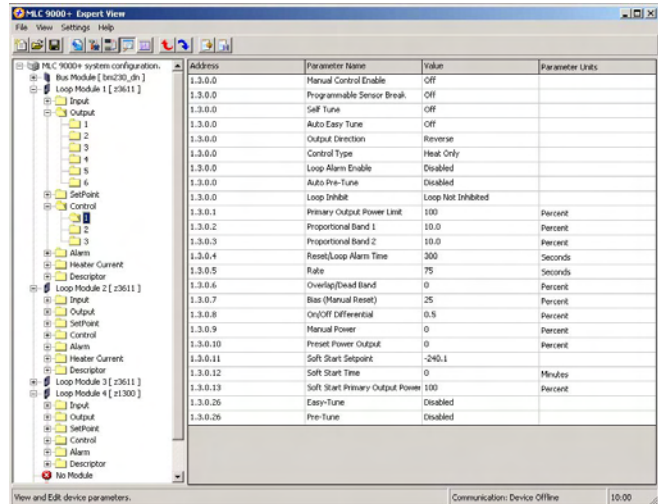 MLC 9000+ Expert View
File View Settings Help
MLC 9000+ system configuration.
Bus Module [ bm230_dn ]
Loop Module 1 [ z3611 ]
Input
Output
1
2
3
4
5
6
SetPoint
Control
1
2
3
Alarm
Heater Current
Descriptor
Loop Module 2 [ z3611 ]
Input
Output
SetPoint
Control
Alarm
Heater Current
Descriptor
Loop Module 3 [ z3611 ]
Loop Module 4 [ z1300 ]
Input
Output
SetPoint
Control
Alarm
Descriptor
No Module
Address Parameter Name Value Parameter Units
1.3.0.0 Manual Control Enable Off
1.3.0.0 Programmable Sensor Break Off
1.3.0.0 Self Tune Off
1.3.0.0 Auto Easy Tune Off
1.3.0.0 Output Direction Reverse
1.3.0.0 Control Type Heat Only
1.3.0.0 Loop Alarm Enable Disabled
1.3.0.0 Auto Pre-Tune Disabled
1.3.0.0 Loop Inhibit Loop Not Inhibited
1.3.0.1 Primary Output Power Limit 100 Percent
1.3.0.2 Proportional Band 1 10.0 Percent
1.3.0.3 Proportional Band 2 10.0 Percent
1.3.0.4 Reset/Loop Alarm Time 300 Seconds
1.3.0.5 Rate 75 Seconds
1.3.0.6 Overlap/Dead Band 0 Percent
1.3.0.7 Bias (Manual Reset) 25 Percent
1.3.0.8 On/Off Differential 0.5 Percent
1.3.0.9 Manual Power 0 Percent
1.3.0.10 Preset Power Output 0 Percent
1.3.0.11 Soft Start Setpoint -240.1
1.3.0.12 Soft Start Time 0 Minutes
1.3.0.13 Soft Start Primary Output Power 100 Percent
1.3.0.26 Easy-Tune Disabled
1.3.0.26 Pre-Tune Disabled
View and Edit device parameters. Communication: Device Offline 10:00